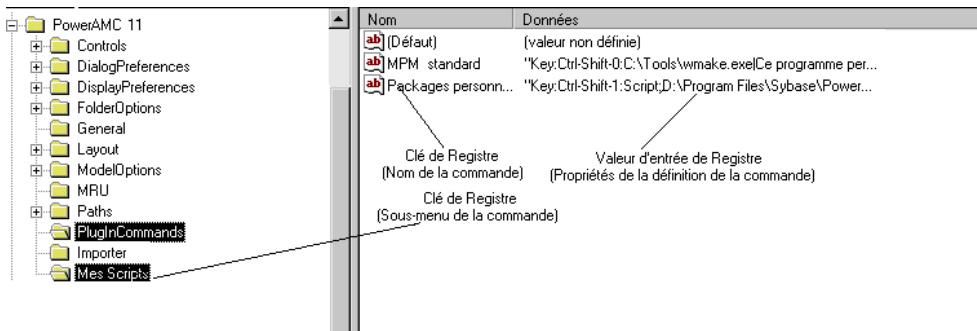 PowerAMC 11
Controls
DialogPreferences
DisplayPreferences
FolderOptions
General
Layout
ModelOptions
MRU
Paths
PlugInCommands
Importer
Mes Scripts
Nom Données
(Défaut) (valeur non définie)
MPM standard "Key:Ctrl-Shift-0:C:\Tools\wmake.exe|Ce programme per...
Packages personn... "Key:Ctrl-Shift-1:Script;D:\Program Files\Sybase\Power...
Clé de Registre
(Nom de la commande)
Valeur d'entrée de Registre
(Propriétés de la définition de la commande)
Clé de Registre
(Sous-menu de la commande)